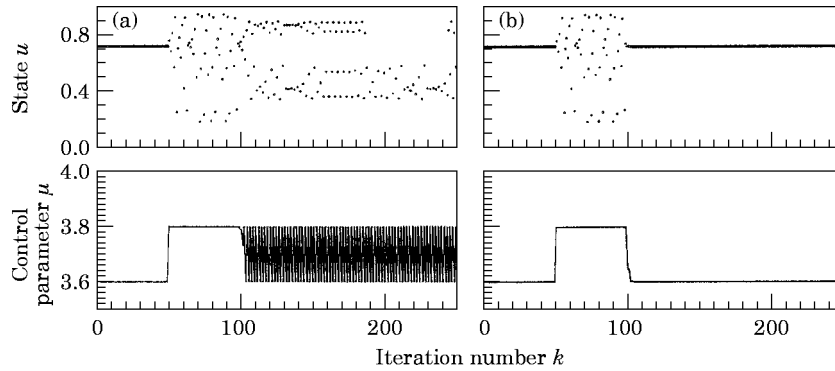 (a)
(b)
State u
0.8
0.4
0.0
Control
parameter μ
4.0
3.8
3.6
0
100
200
0
100
200
Iteration number k